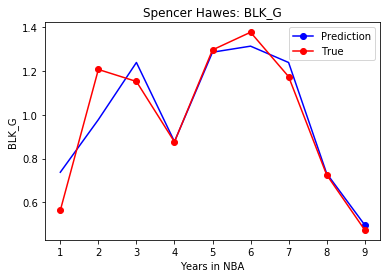 Spencer Hawes: BLK_G
Prediction
True
BLK_G
1.4
1.2
1.0
0.8
0.6
1 2 3 4 5 6 7 8 9
Years in NBA